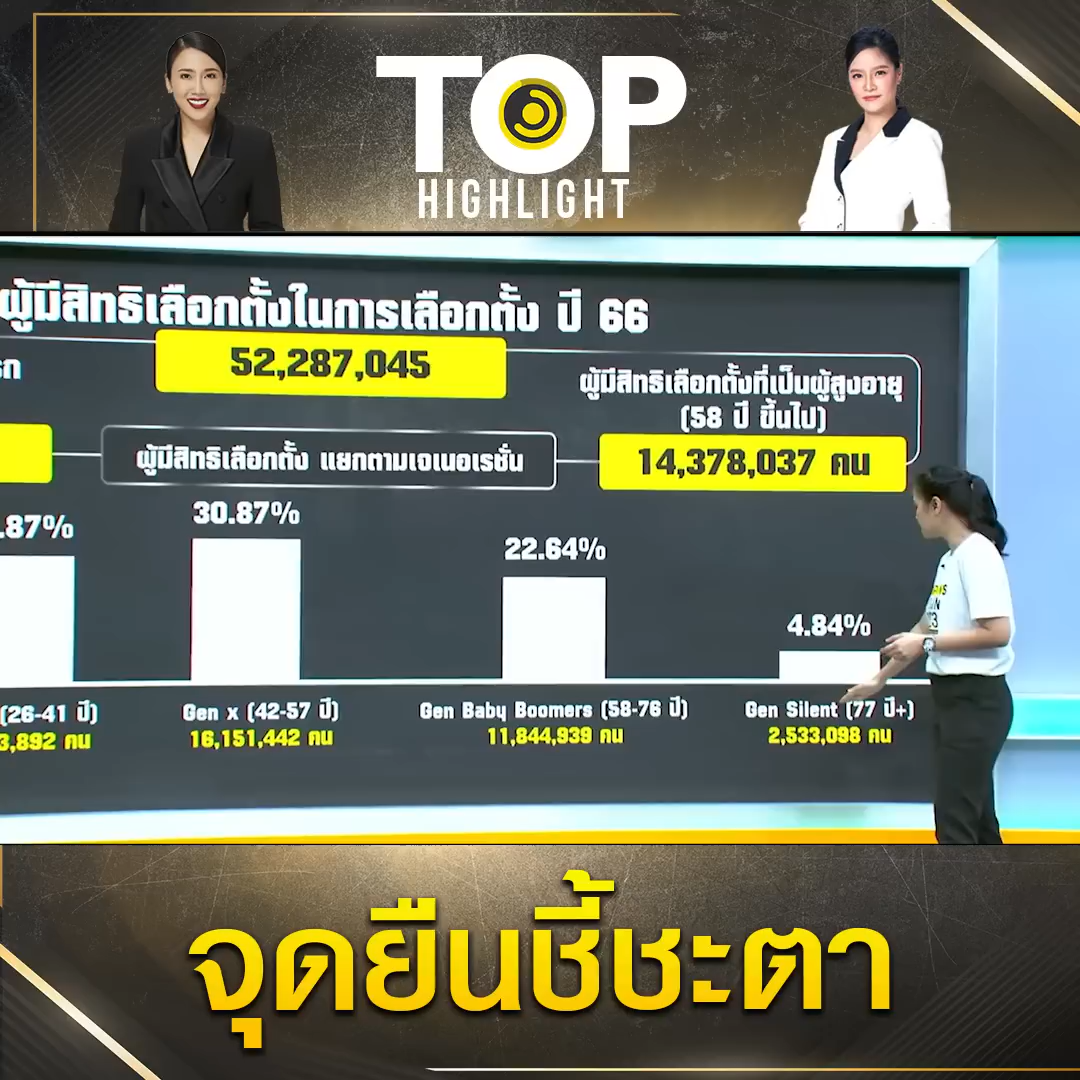 TOP
HIGHLIGHT
ผู้มีสิทธิเลือกตั้งในการเลือกตั้ง ปี 66
52,287,045
ผู้มีสิทธิเลือกตั้งที่เป็นผู้สูงอายุ
(58 ปี ขึ้นไป)
14,378,037 คน
ผู้มีสิทธิเลือกตั้ง แยกตามเจเนอเรชั่น
.87%
30.87%
22.64%
4.84%
(26-41 ปี)
Gen x (42-57 ปี)
Gen Baby Boomers (58-76 ปี)
Gen Silent (77 ปี+)
3,892 คน
16,151,442 คน
11,844,939 คน
2,533,098 คน
จุดยืนชี้ชะตา